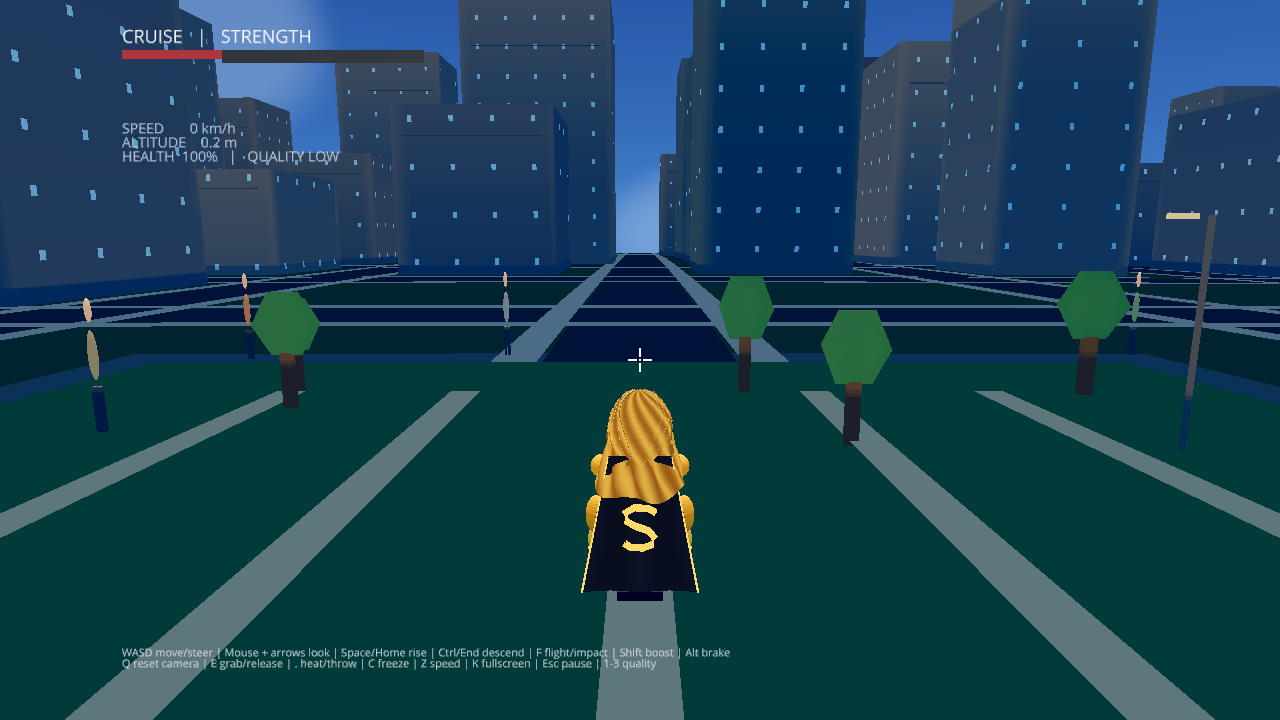 CRUISE | STRENGTH
SPEED 0 km/h
ALTITUDE 0.2 m
HEALTH 100% | QUALITY LOW
S
WASD move/steer | Mouse + arrows look | Space/Home rise | Ctrl/End descend | F flight/impact | Shift boost | Alt brake
Q reset camera | E grab/release | . heat/throw | C freeze | Z speed | K fullscreen | Esc pause | 1-3 quality